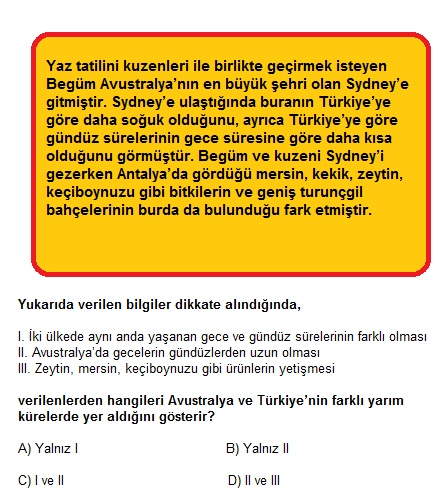 Yaz tatilini kuzenleri ile birlikte geçirmek isteyen
Begüm Avustralya’nın en büyük şehri olan Sydney’e
gitmiştir. Sydney’e ulaştığında buranın Türkiye’ye
göre daha soğuk olduğunu, ayrıca Türkiye’ye göre
gündüz sürelerinin gece süresine göre daha kısa
olduğunu görmüştür. Begüm ve kuzeni Sydney’i
gezerken Antalya’da gördüğü mersin, kekik, zeytin,
keçiboynuzu gibi bitkilerin ve geniş turunçgil
bahçelerinin burda da bulunduğu fark etmiştir.
Yukarıda verilen bilgiler dikkate alındığında,
I. İki ülkede aynı anda yaşanan gece ve gündüz sürelerinin farklı olması
II. Avustralya’da gecelerin gündüzlerden uzun olması
III. Zeytin, mersin, keçiboynuzu gibi ürünlerin yetişmesi
verilenlerden hangileri Avustralya ve Türkiye’nin farklı yarım
kürelerde yer aldığını gösterir?
A) Yalnız I B) Yalnız II
C) I ve II D) II ve III